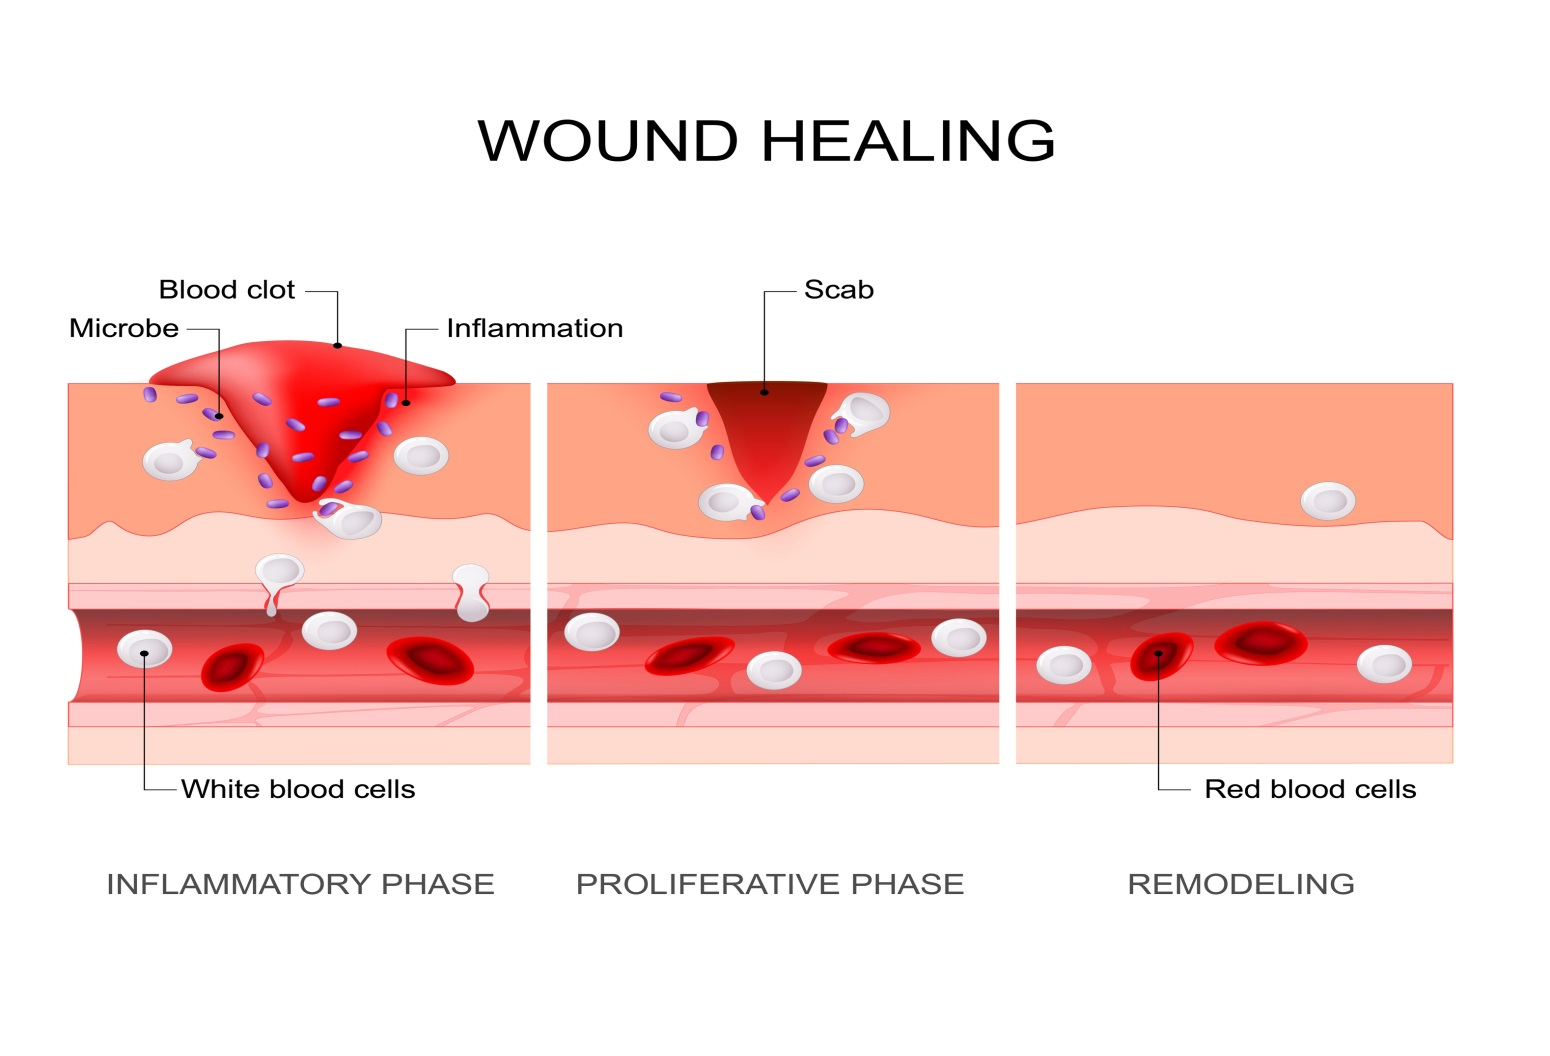 WOUND HEALING
Blood clot
Scab
Microbe
Inflammation
White blood cells
Red blood cells
INFLAMMATORY PHASE
PROLIFERATIVE PHASE
REMODELING